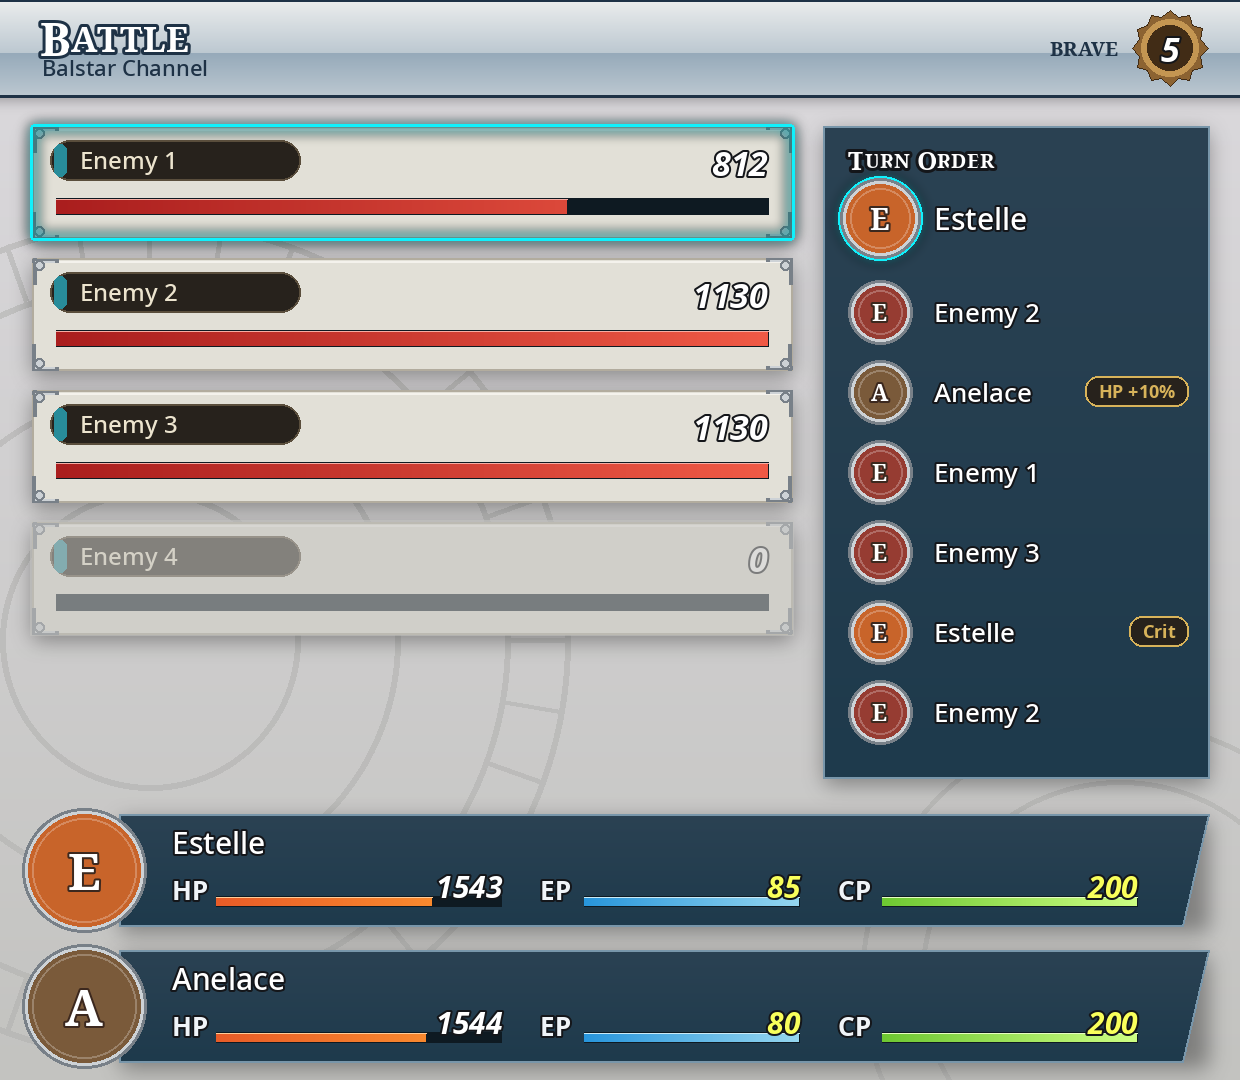 BATTLE
Balstar Channel
BRAVE 5
Enemy 1 812
Enemy 2 1130
Enemy 3 1130
Enemy 4 0
TURN ORDER
E Estelle
E Enemy 2
A Anelace HP +10%
E Enemy 1
E Enemy 3
E Estelle Crit
E Enemy 2
E Estelle
HP 1543 EP 85 CP 200
A Anelace
HP 1544 EP 80 CP 200